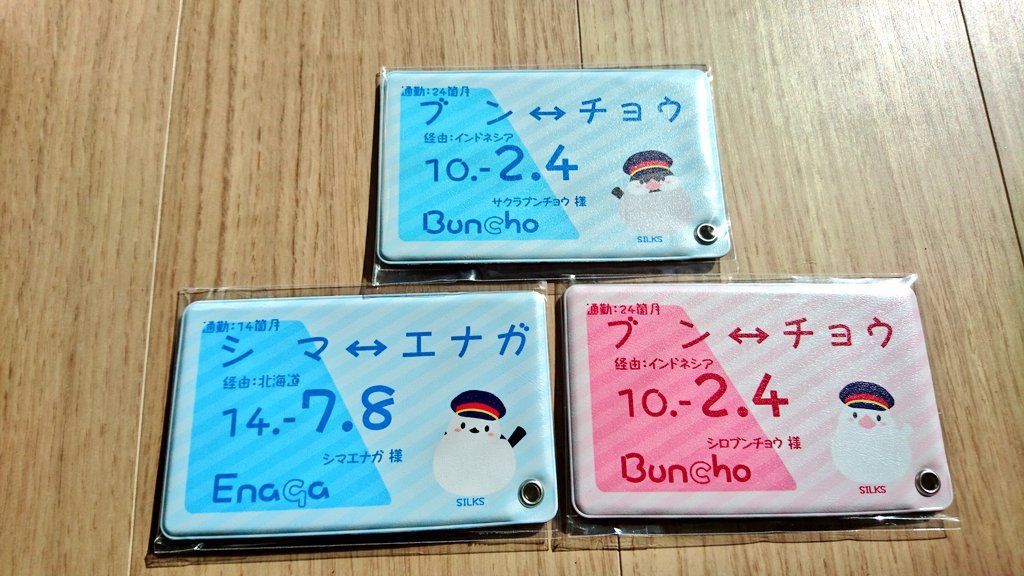 通勤:24箇月
ブン↔チョウ
経由:インドネシア
10.-2.4
サクラブンチョウ 様
Buncho
SILKS
通勤:14箇月
シマ↔エナガ
経由:北海道
14.-7.8
シマエナガ 様
Enaga
SILKS
通勤:24箇月
ブン↔チョウ
経由:インドネシア
10.-2.4
シロブンチョウ 様
Buncho
SILKS